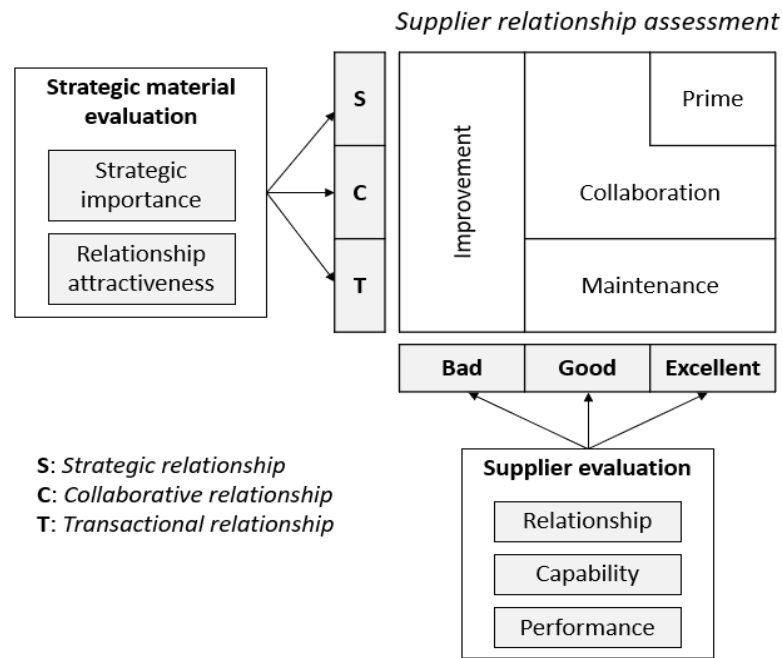 Supplier relationship assessment
Strategic material
evaluation
Strategic
importance
Relationship
attractiveness
S
C
T
Improvement
Prime
Collaboration
Maintenance
Bad
Good
Excellent
S: Strategic relationship
C: Collaborative relationship
T: Transactional relationship
Supplier evaluation
Relationship
Capability
Performance